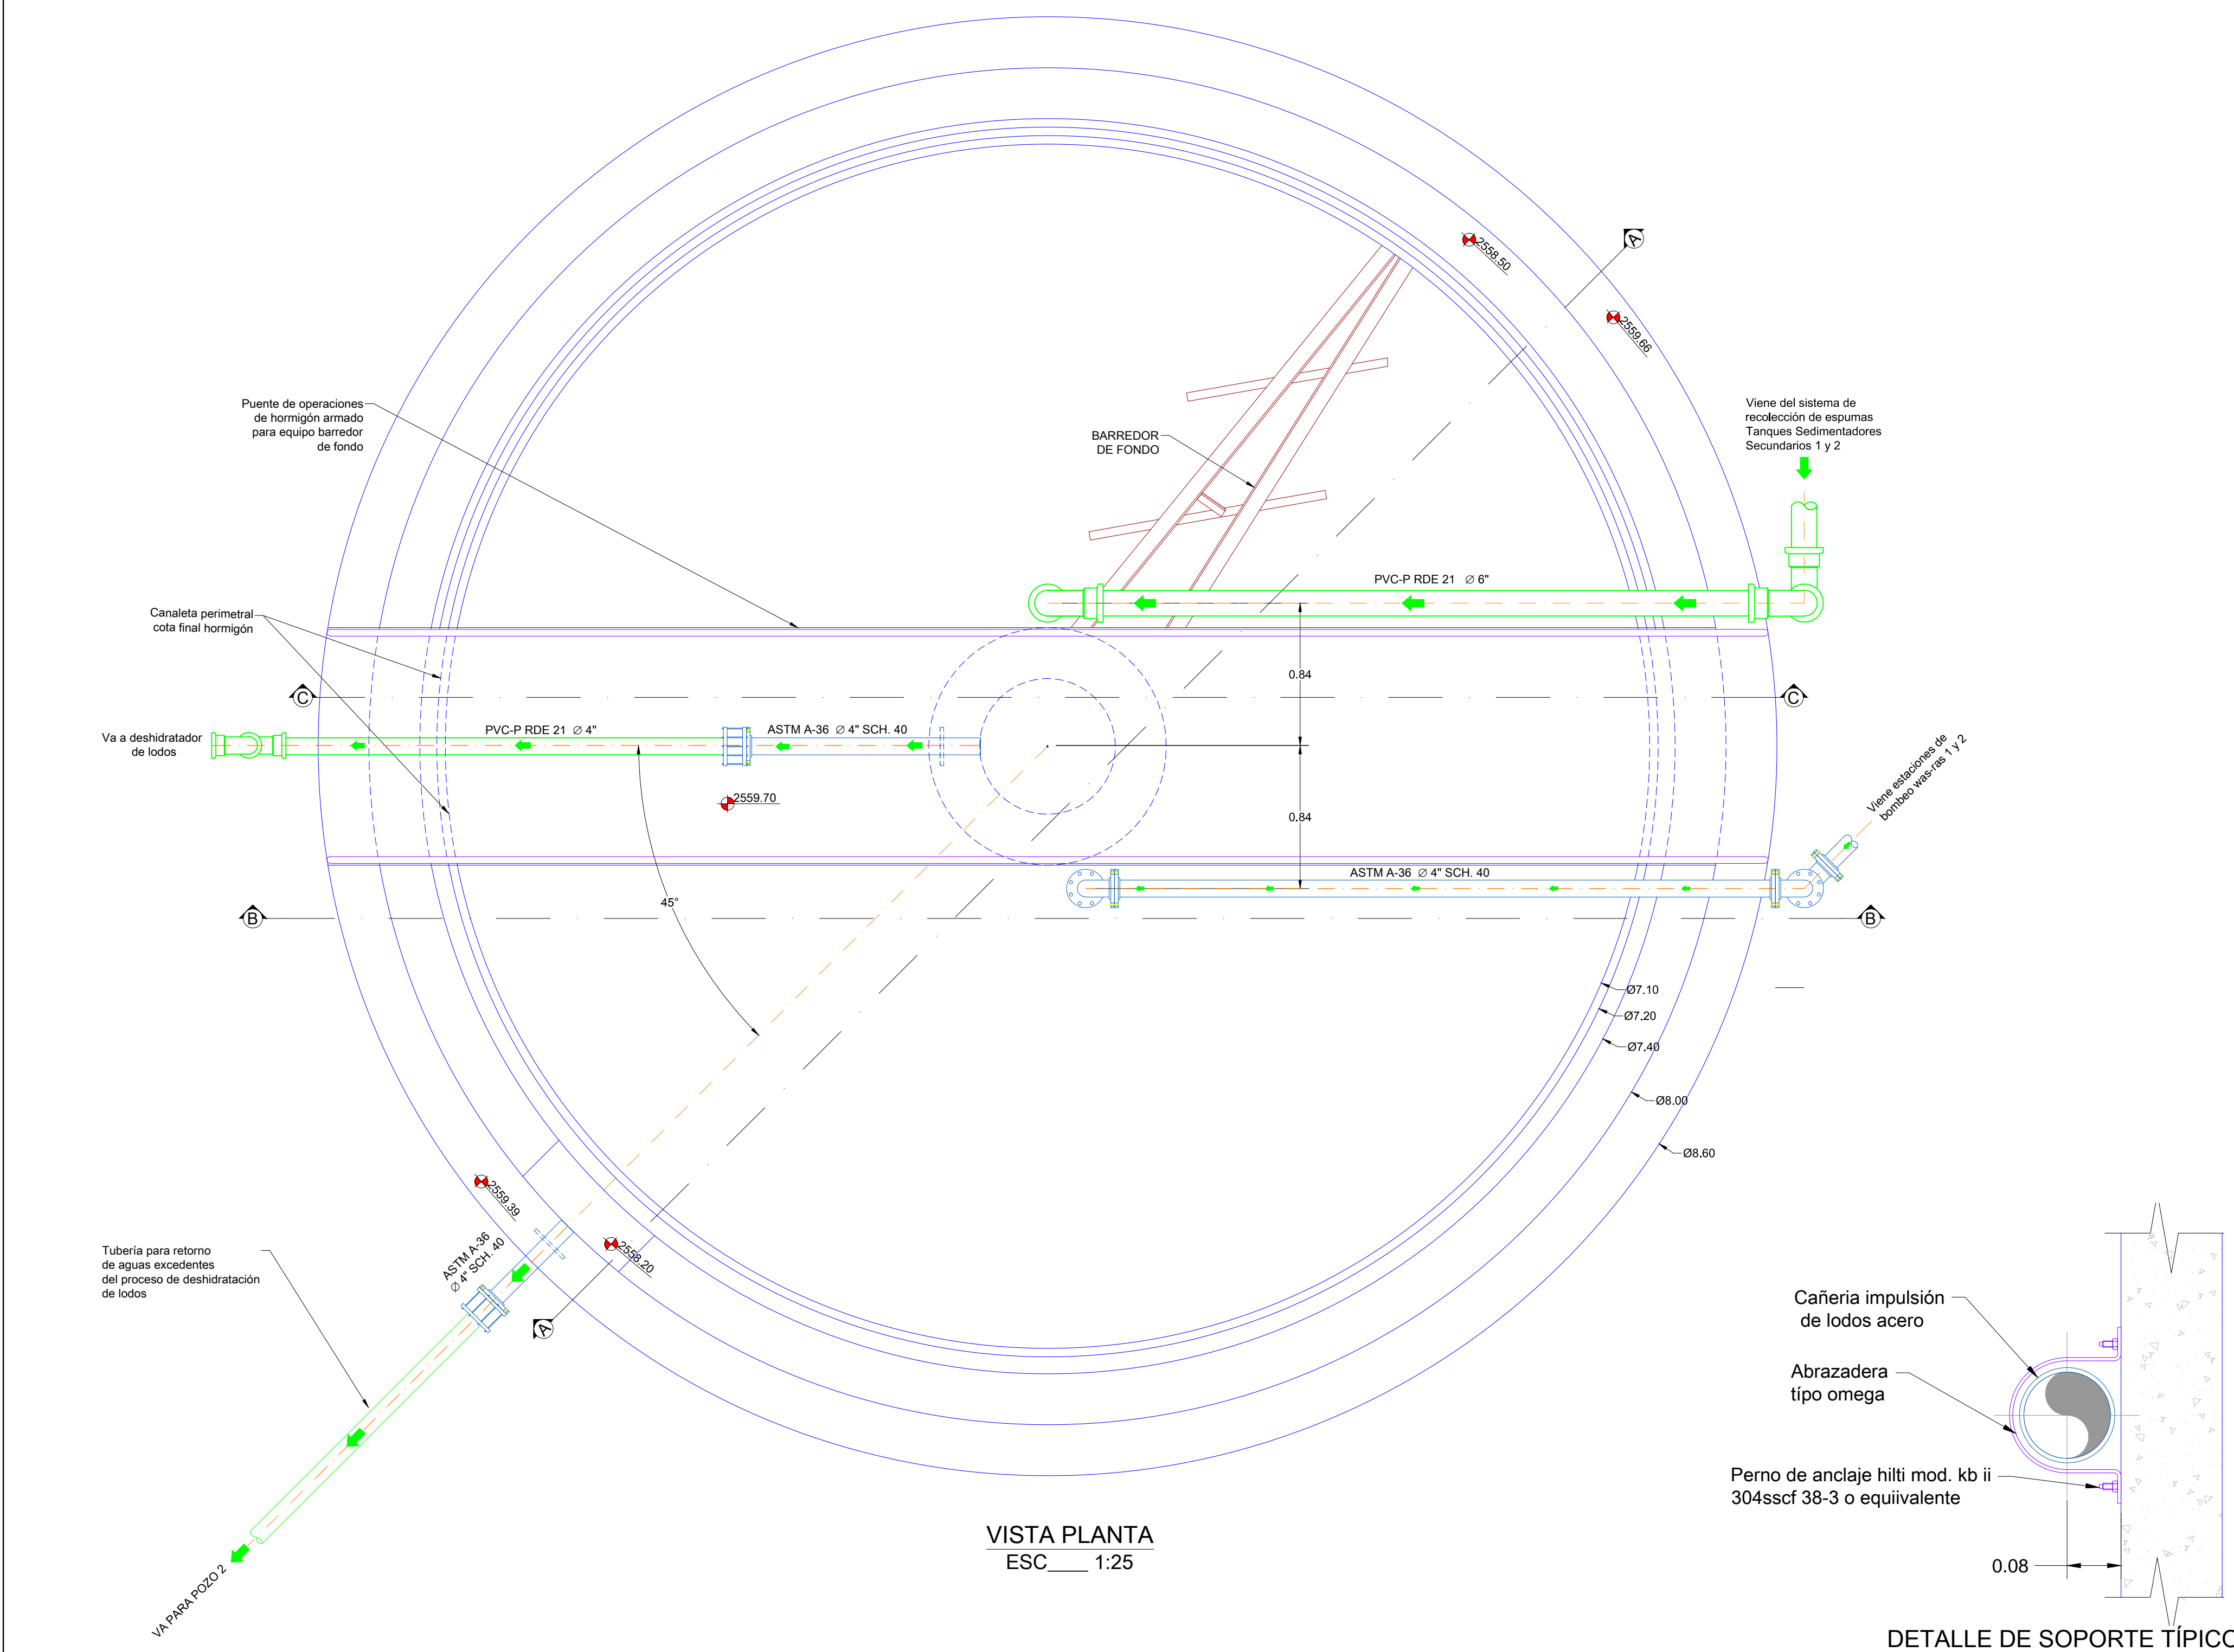 2558.50
A
2559.66
Puente de operaciones
de hormigón armado
para equipo barredor
de fondo
BARREDOR
DE FONDO
Viene del sistema de
recolección de espumas
Tanques Sedimentadores
Secundarios 1 y 2
PVC-P RDE 21 Ø 6"
Canaleta perimetral
cota final hormigón
0.84
C
C
Va a deshidratador
de lodos
PVC-P RDE 21 Ø 4"
ASTM A-36 Ø 4" SCH. 40
Viene estaciones de
bombeo was-ras 1 y 2
2559.70
0.84
ASTM A-36 Ø 4" SCH. 40
45°
B
B
Ø7.10
Ø7.20
Ø7.40
Ø8.00
Ø8.60
2559.39
ASTM A-36
Ø 4" SCH. 40
2558.20
Tubería para retorno
de aguas excedentes
del proceso de deshidratación
de lodos
A
VA PARA POZO 2
VISTA PLANTA
ESC____ 1:25
Cañeria impulsión
de lodos acero
Abrazadera
típo omega
Perno de anclaje hilti mod. kb ii
304sscf 38-3 o equiivalente
0.08
DETALLE DE SOPORTE TÍPICO